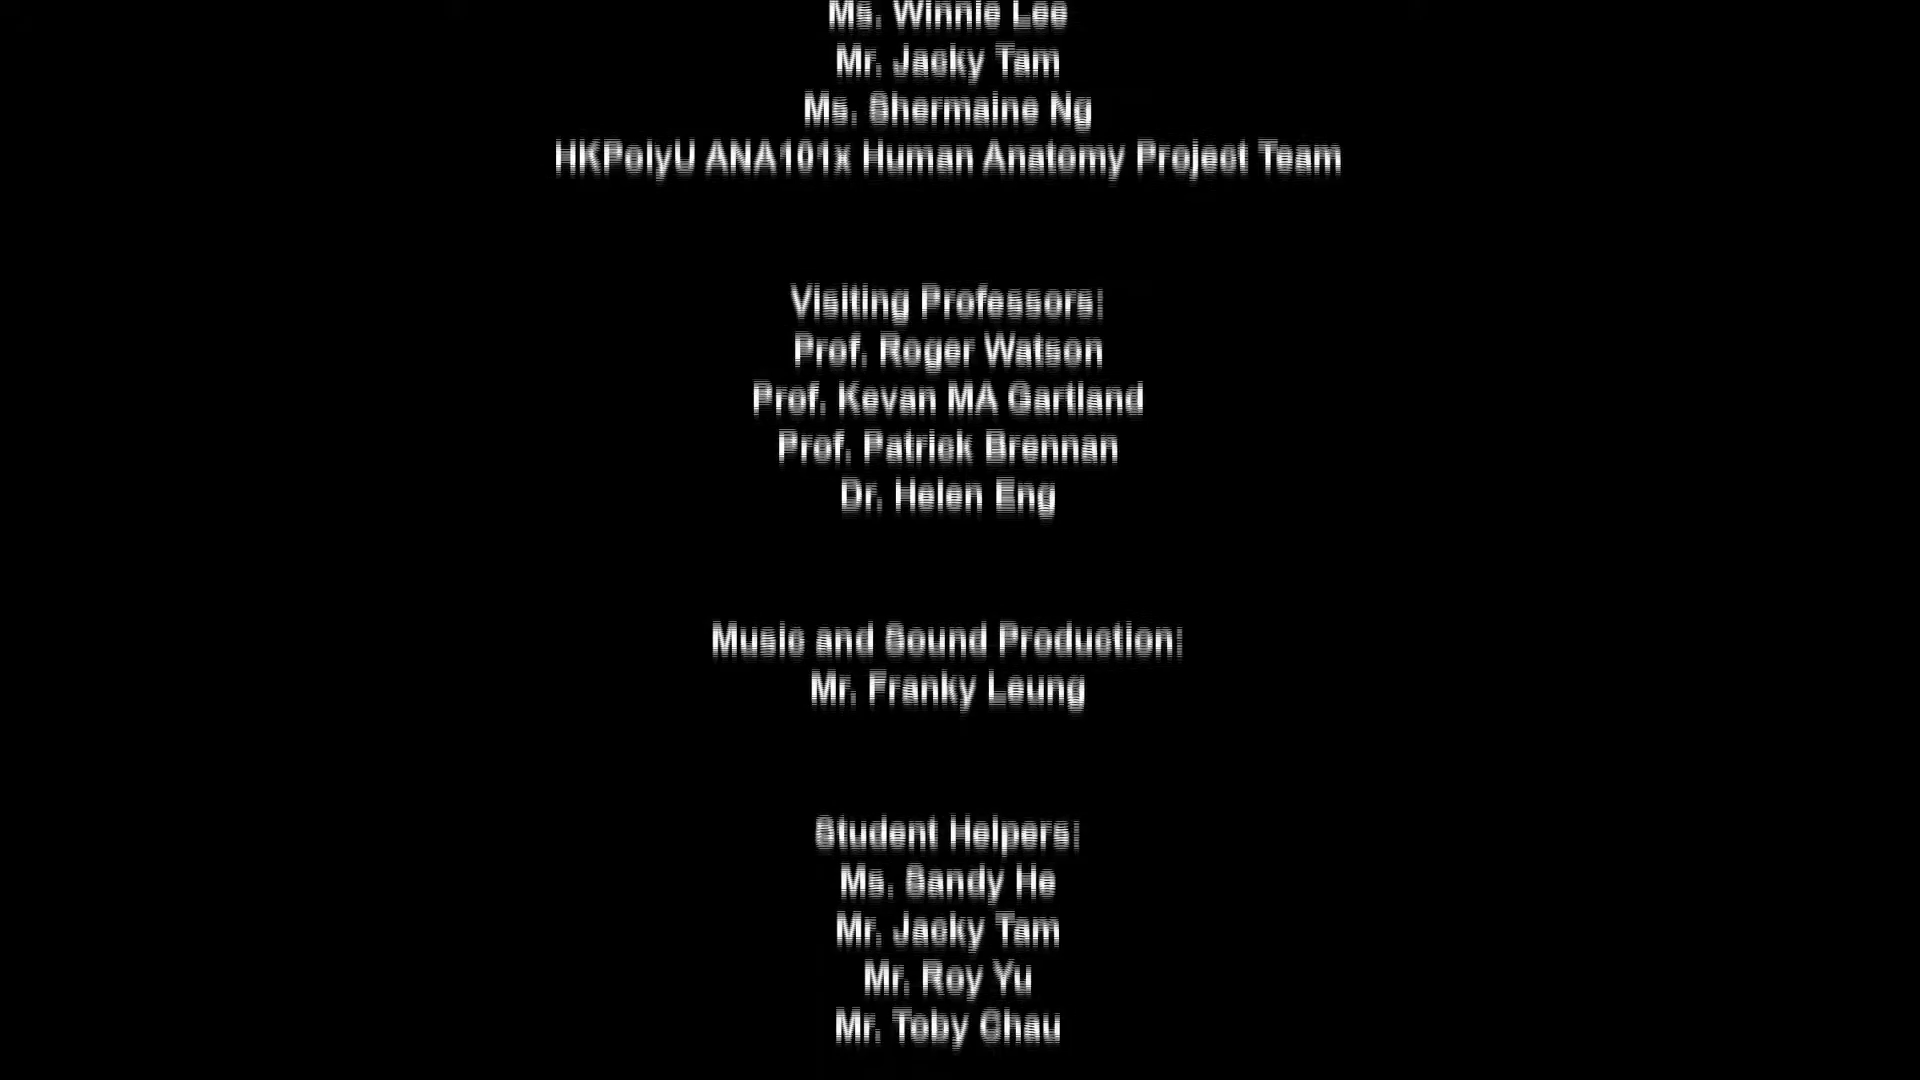 Ms. Winnie Lee
Mr. Jacky Tam
Ms. Shermaine Ng
HKPolyU ANA101x Human Anatomy Project Team
Visiting Professors:
Prof. Roger Watson
Prof. Kevan MA Gartland
Prof. Patrick Brennan
Dr. Helen Eng
Music and Sound Production:
Mr. Franky Leung
Student Helpers:
Ms. Sandy He
Mr. Jacky Tam
Mr. Roy Yu
Mr. Toby Chau